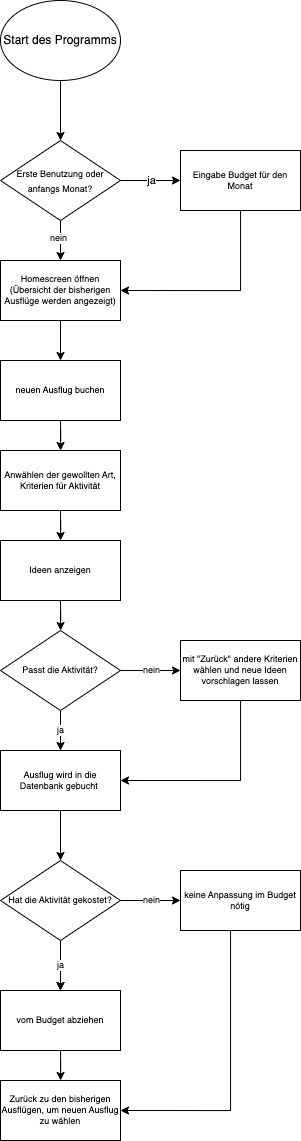 Start des Programms
Erste Benutzung oder
anfangs Monat?
ja
Eingabe Budget für den
Monat
nein
Homescreen öffnen
(Übersicht der bisherigen
Ausflüge werden angezeigt)
neuen Ausflug buchen
Anwählen der gewollten Art,
Kriterien für Aktivität
Ideen anzeigen
Passt die Aktivität?
nein
mit "Zurück" andere Kriterien
wählen und neue Ideen
vorschlagen lassen
ja
Ausflug wird in die
Datenbank gebucht
Hat die Aktivität gekostet?
nein
keine Anpassung im Budget
nötig
ja
vom Budget abziehen
Zurück zu den bisherigen
Ausflügen, um neuen Ausflug
zu wählen